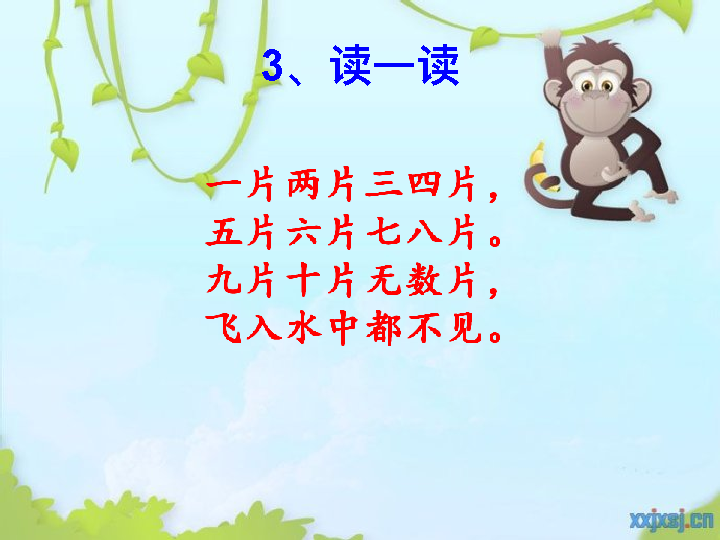 3、读一读
一片两片三四片，
五片六片七八片。
九片十片无数片，
飞入水中都不见。
xxjxsj.cn